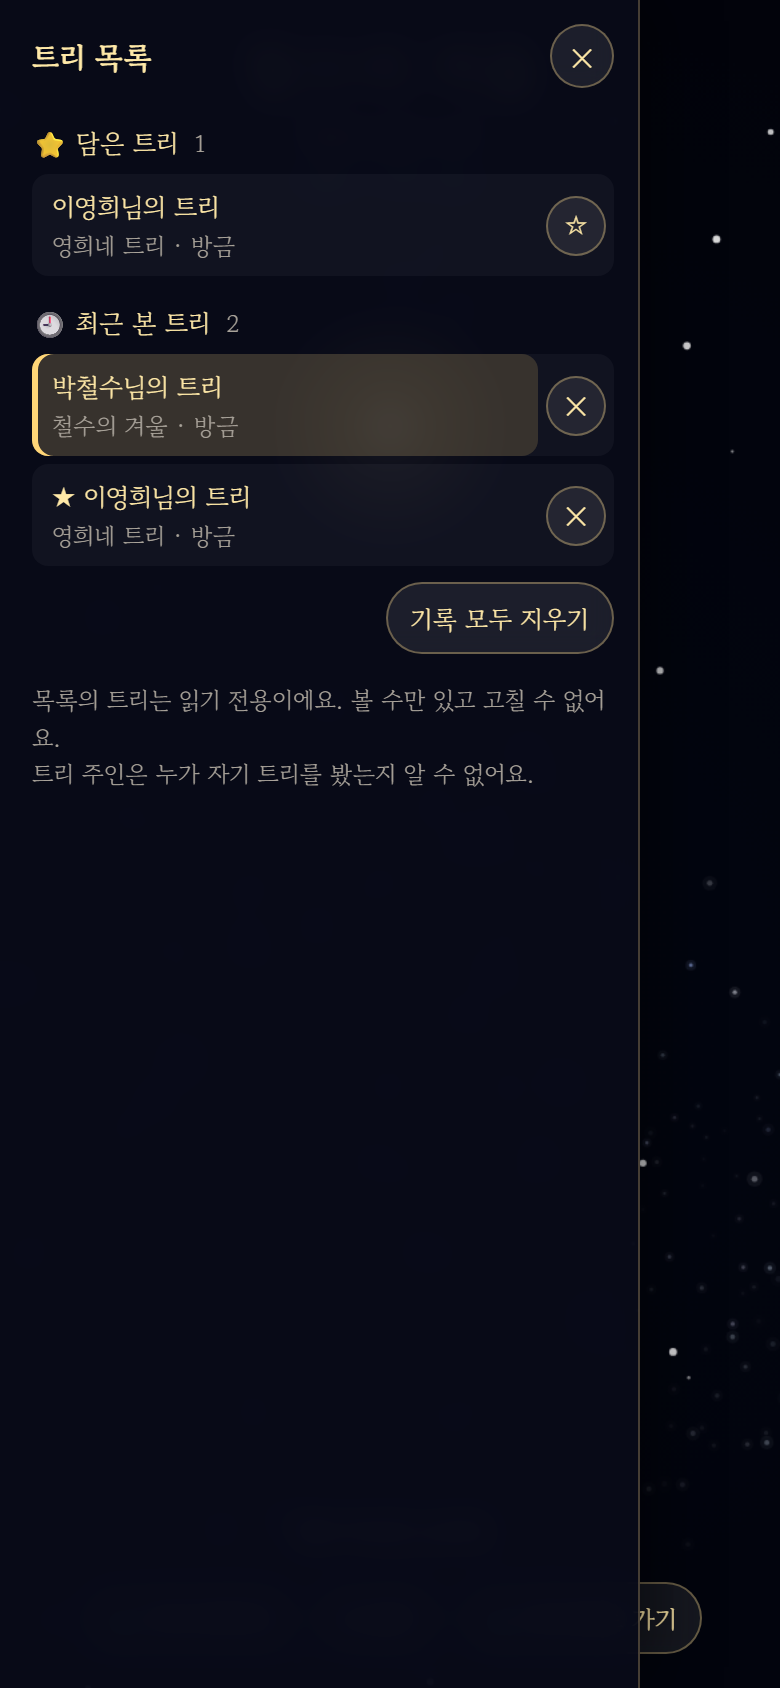 트리 목록
담은 트리 1
이영희님의 트리
영희네 트리 · 방금
최근 본 트리 2
박철수님의 트리
철수의 겨울 · 방금
★ 이영희님의 트리
영희네 트리 · 방금
기록 모두 지우기
목록의 트리는 읽기 전용이에요. 볼 수만 있고 고칠 수 없어
요.
트리 주인은 누가 자기 트리를 봤는지 알 수 없어요.
가기